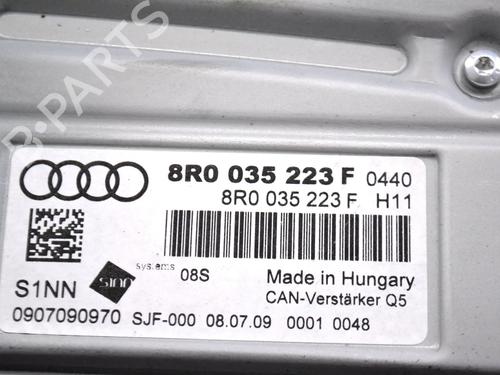 B-PARTS
8R0 035 223 F 0440
8R0 035 223 F H11
systems 08S
S1NN sinn
Made in Hungary
CAN-Verstärker Q5
0907090970 SJF-000 08.07.09 0001 0048